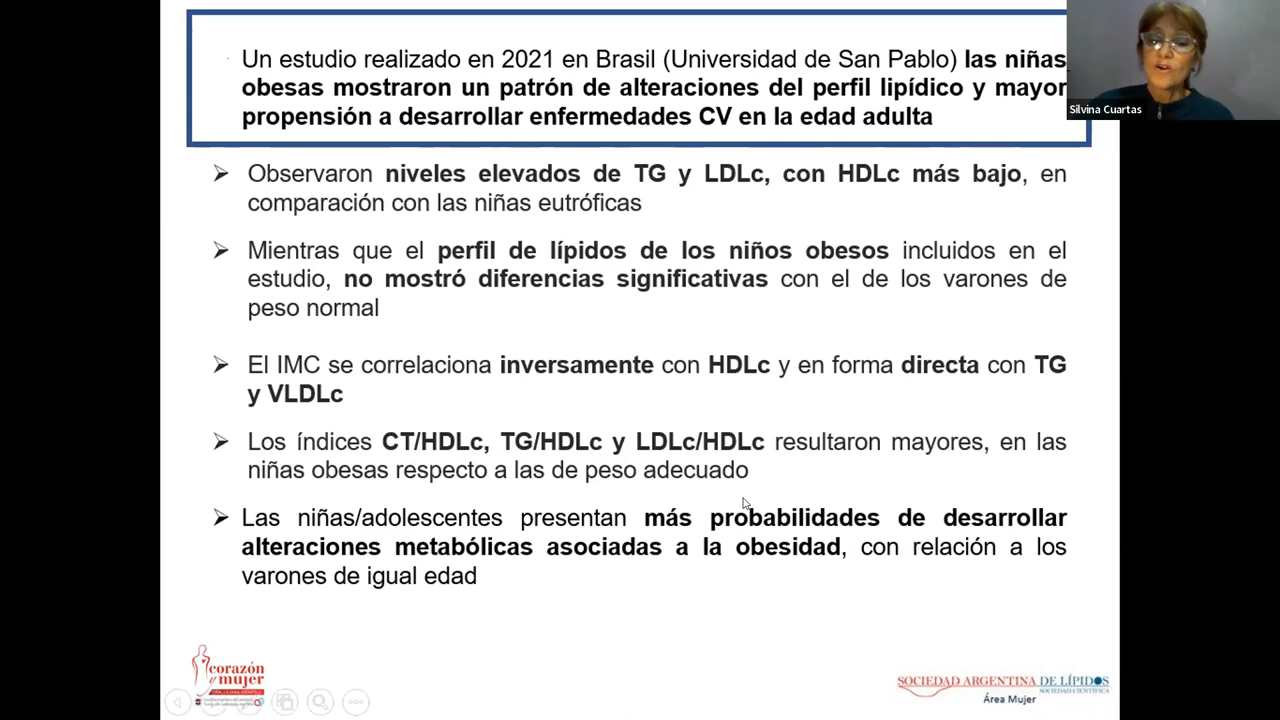 Un estudio realizado en 2021 en Brasil (Universidad de San Pablo) las niñas
obesas mostraron un patrón de alteraciones del perfil lipídico y mayor
propensión a desarrollar enfermedades CV en la edad adulta
Silvina Cuartas
➢ Observaron niveles elevados de TG y LDLc, con HDLc más bajo, en
comparación con las niñas eutróficas
➢ Mientras que el perfil de lípidos de los niños obesos incluidos en el
estudio, no mostró diferencias significativas con el de los varones de
peso normal
➢ El IMC se correlaciona inversamente con HDLc y en forma directa con TG
y VLDLc
➢ Los índices CT/HDLc, TG/HDLc y LDLc/HDLc resultaron mayores, en las
niñas obesas respecto a las de peso adecuado
➢ Las niñas/adolescentes presentan más probabilidades de desarrollar
alteraciones metabólicas asociadas a la obesidad, con relación a los
varones de igual edad
corazón
y mujer
SOCIEDAD ARGENTINA DE LÍPIDOS
SOCIEDAD CIENTÍFICA
Área Mujer